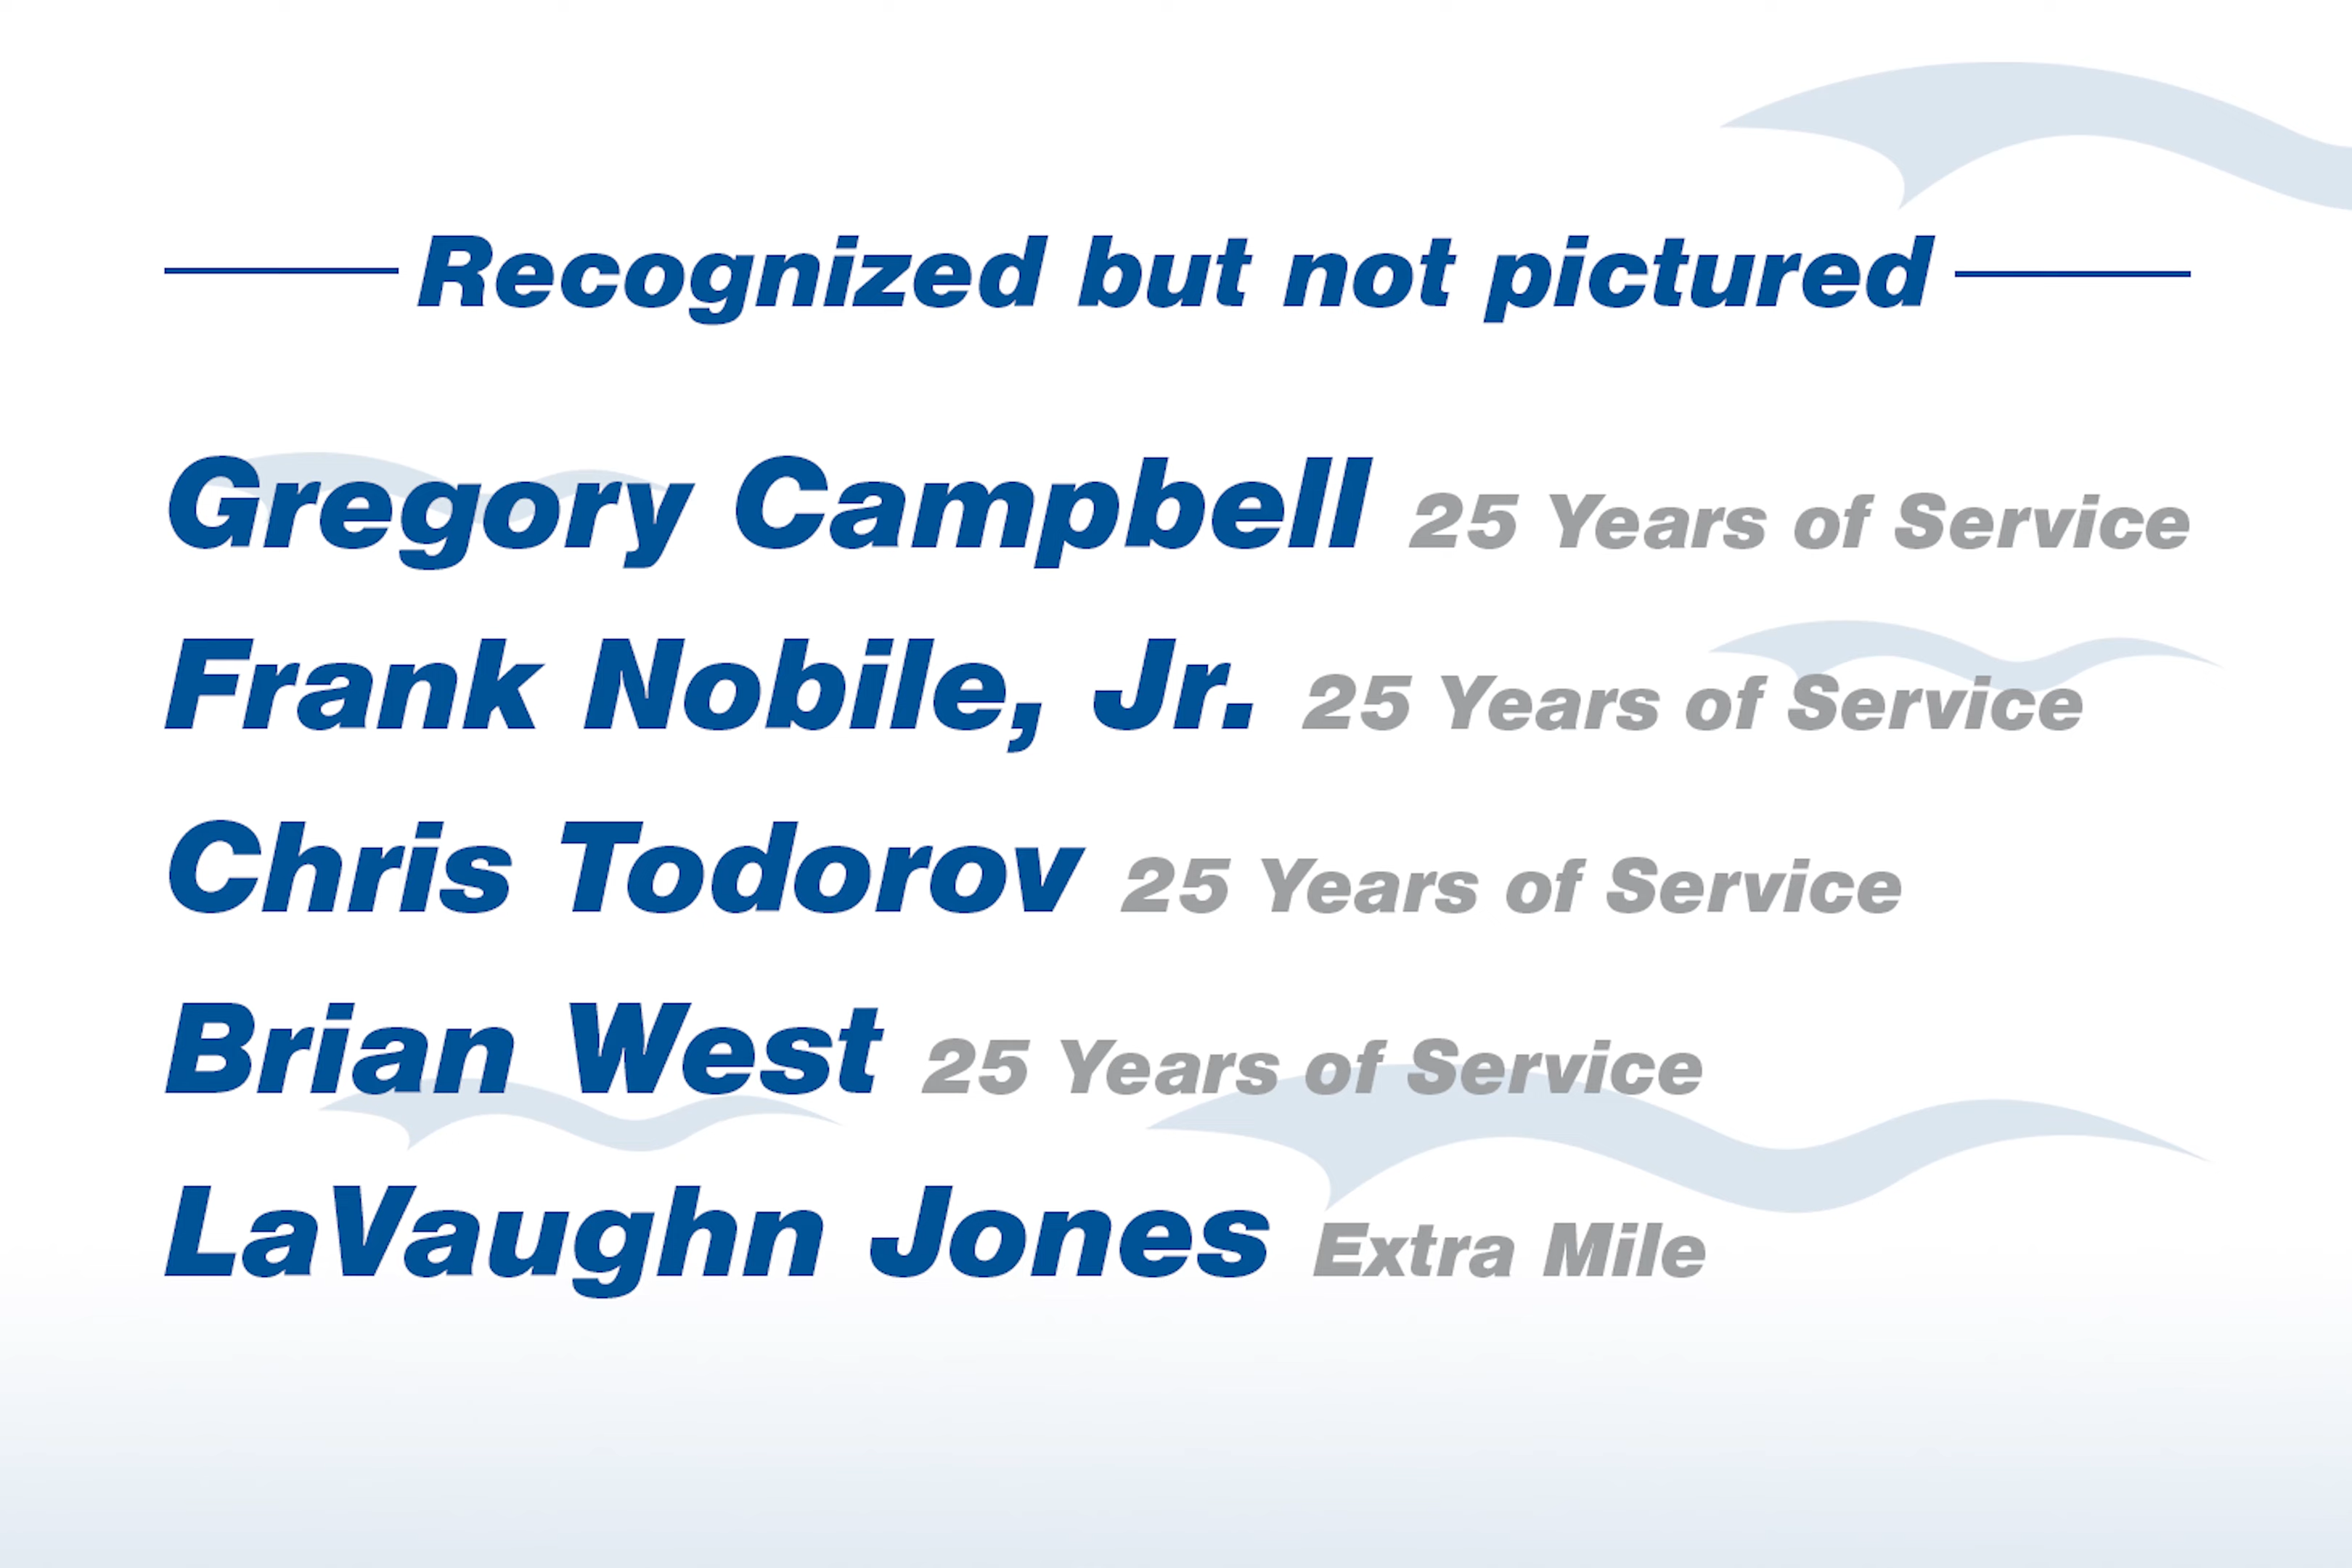 Recognized but not pictured
Gregory Campbell 25 Years of Service
Frank Nobile, Jr. 25 Years of Service
Chris Todorov 25 Years of Service
Brian West 25 Years of Service
LaVaughn Jones Extra Mile